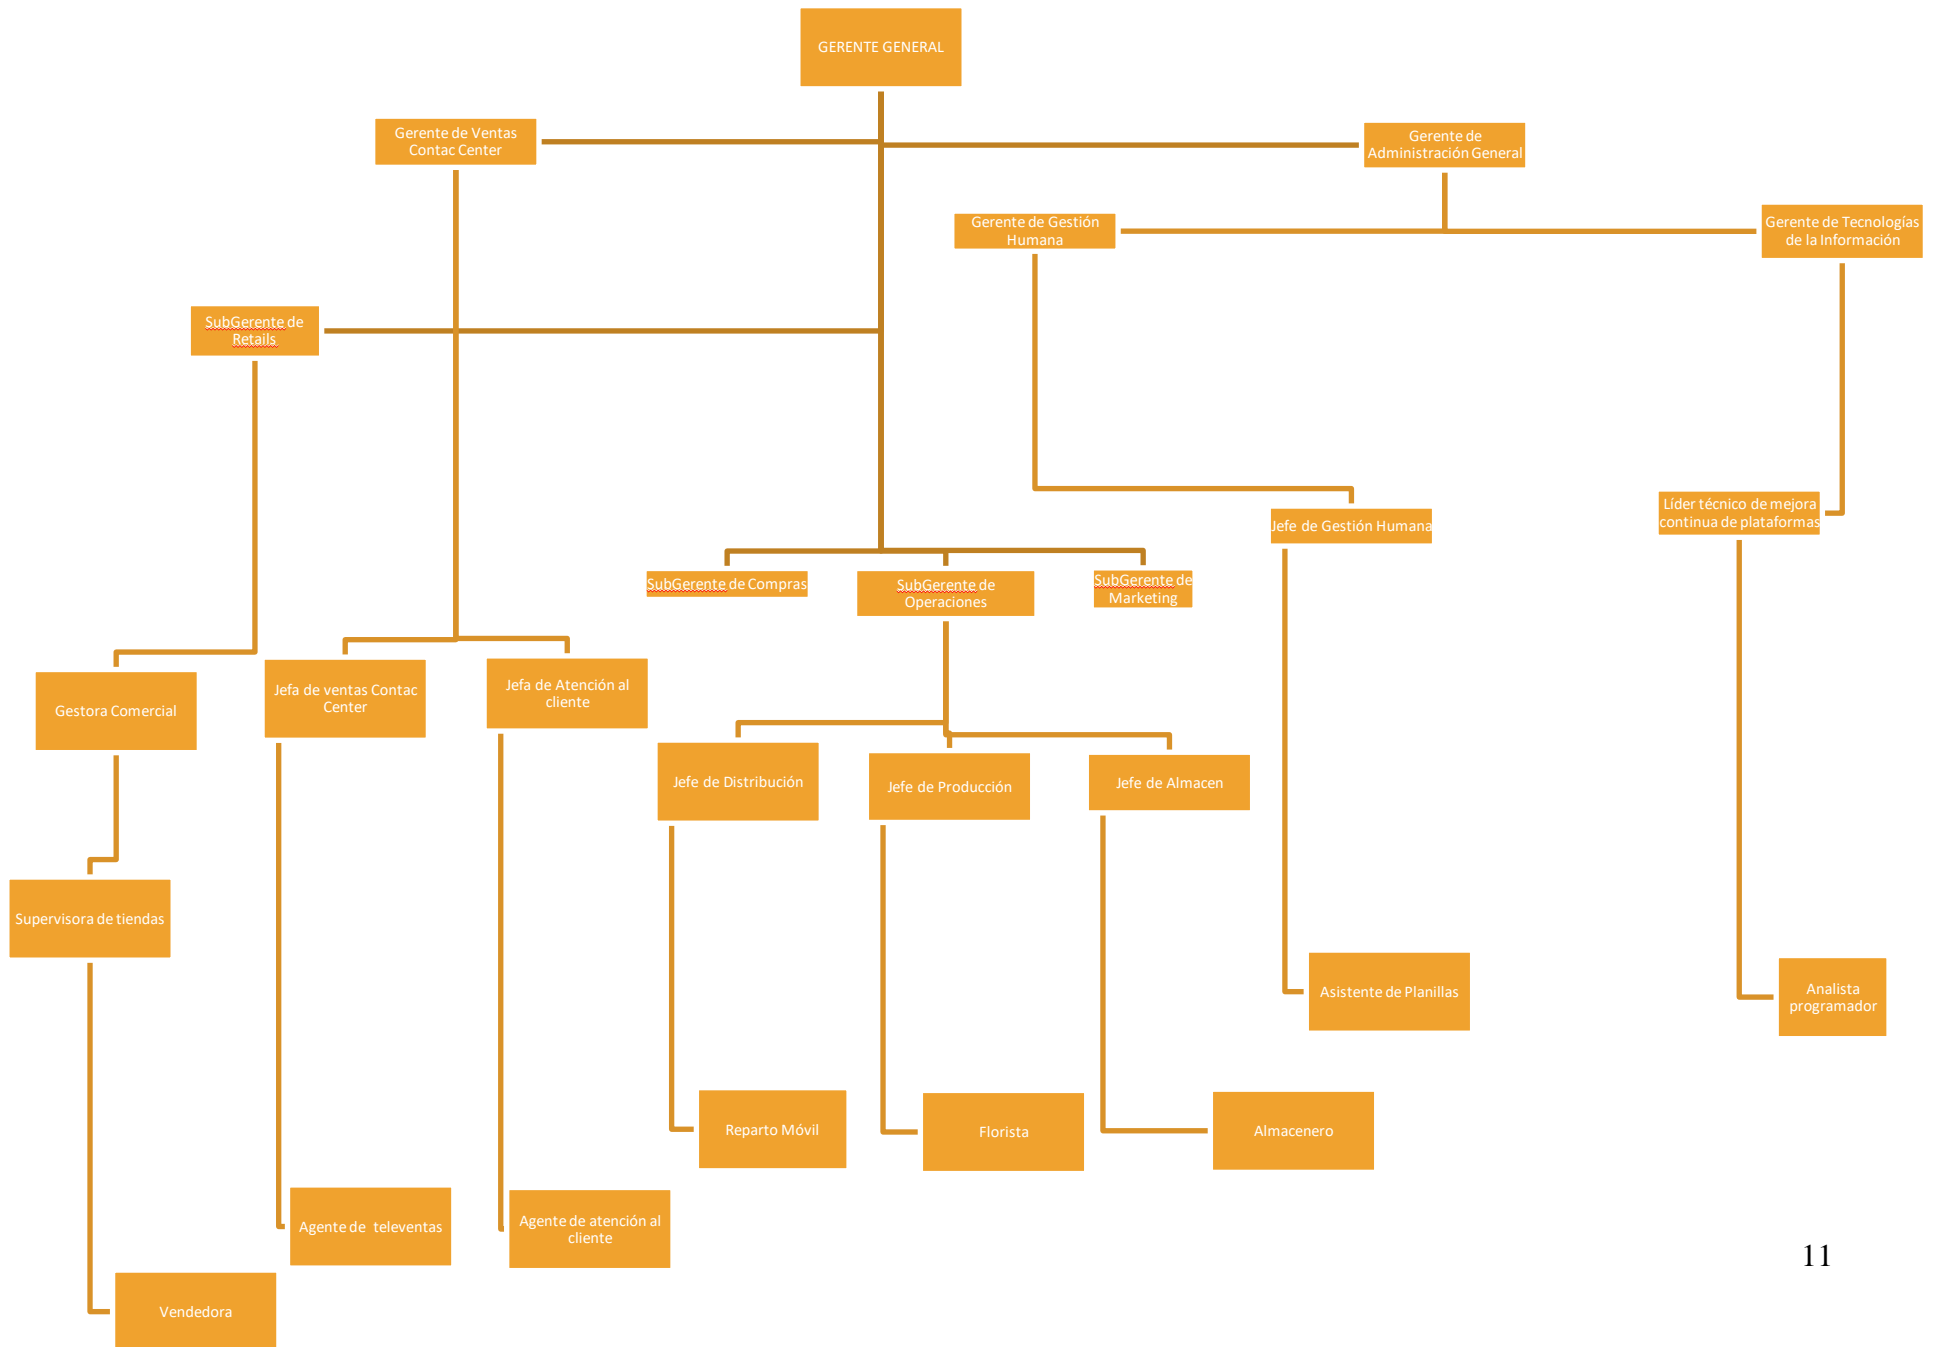 GERENTE GENERAL
Gerente de Ventas
Contac Center
Gerente de
Administración General
Gerente de Gestión
Humana
Gerente de Tecnologías
de la Información
SubGerente de
Retails
Líder técnico de mejora
continua de plataformas
Jefe de Gestión Humana
SubGerente de Compras
SubGerente de
Operaciones
SubGerente de
Marketing
Gestora Comercial
Jefa de ventas Contac
Center
Jefa de Atención al
cliente
Jefe de Distribución
Jefe de Producción
Jefe de Almacen
Supervisora de tiendas
Asistente de Planillas
Analista
programador
Reparto Móvil
Florista
Almacenero
Agente de  televentas
Agente de atención al
cliente
11
Vendedora